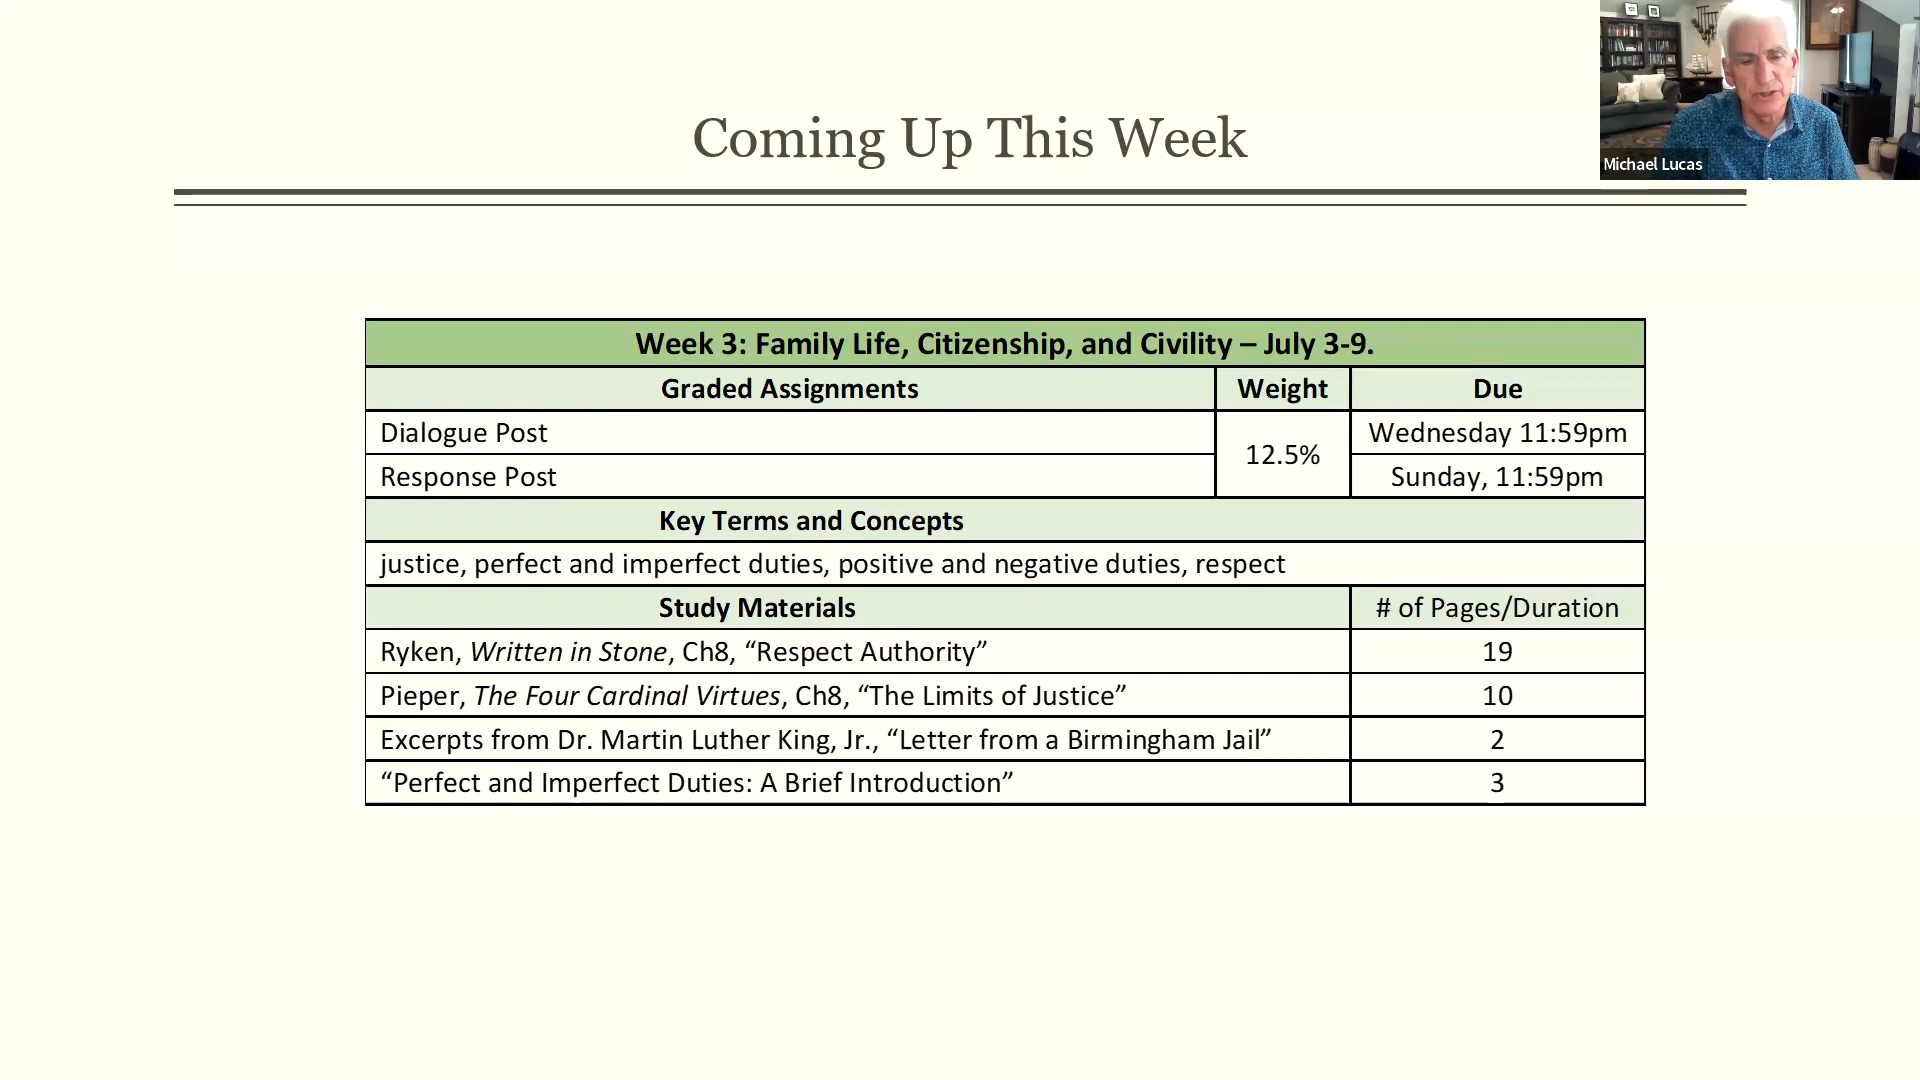 Coming Up This Week
Michael Lucas
Week 3: Family Life, Citizenship, and Civility – July 3-9.
Graded Assignments Weight Due
Dialogue Post 12.5% Wednesday 11:59pm
Response Post Sunday, 11:59pm
Key Terms and Concepts
justice, perfect and imperfect duties, positive and negative duties, respect
Study Materials # of Pages/Duration
Ryken, Written in Stone, Ch8, “Respect Authority” 19
Pieper, The Four Cardinal Virtues, Ch8, “The Limits of Justice” 10
Excerpts from Dr. Martin Luther King, Jr., “Letter from a Birmingham Jail” 2
“Perfect and Imperfect Duties: A Brief Introduction” 3